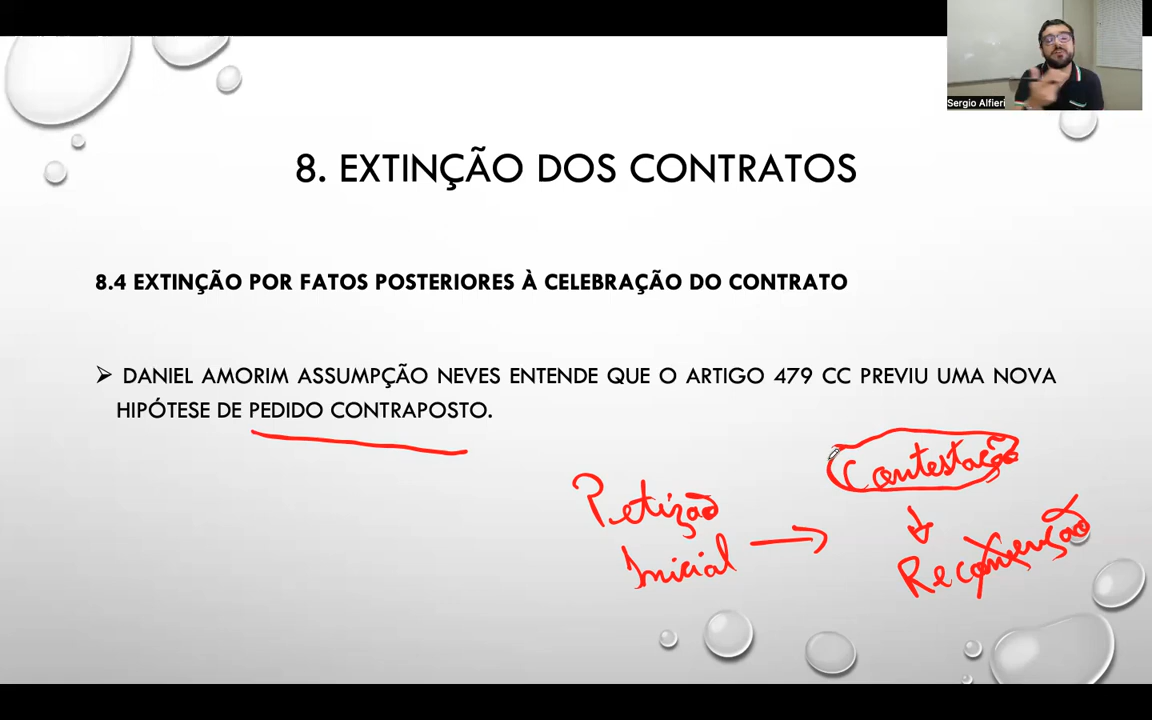 Sergio Alfieri
8. EXTINÇÃO DOS CONTRATOS
8.4 EXTINÇÃO POR FATOS POSTERIORES À CELEBRAÇÃO DO CONTRATO
➢ DANIEL AMORIM ASSUMPÇÃO NEVES ENTENDE QUE O ARTIGO 479 CC PREVIU UMA NOVA
HIPÓTESE DE PEDIDO CONTRAPOSTO.
Contestação
Petição
Inicial →
↓
Reconvenção